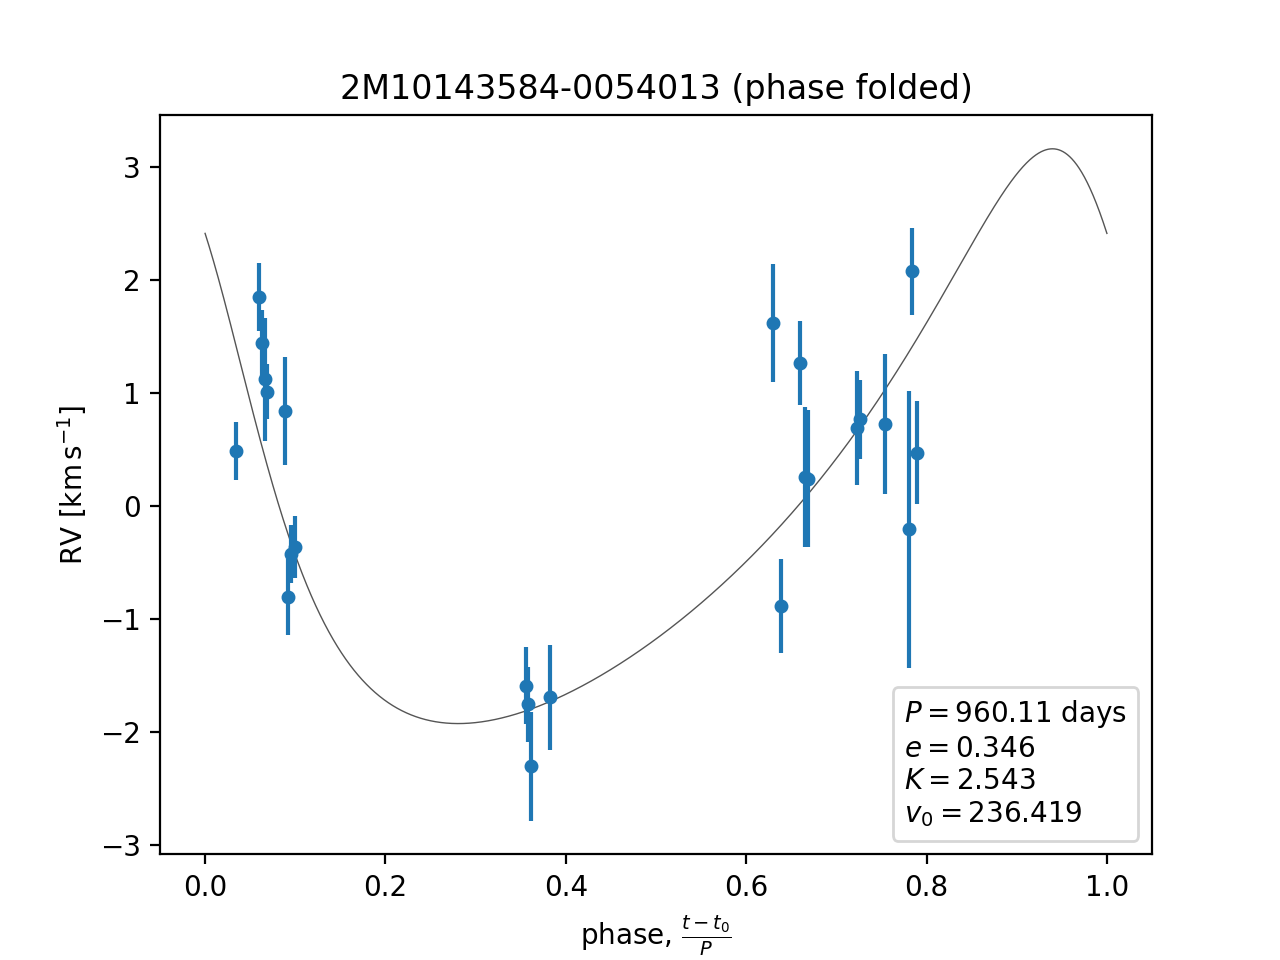 2M10143584-0054013 (phase folded)
3
2
1
0
−1
−2
−3
RV [km s⁻¹]
P = 960.11 days
e = 0.346
K = 2.543
v₀ = 236.419
0.0 0.2 0.4 0.6 0.8 1.0
phase, (t − t₀)/P